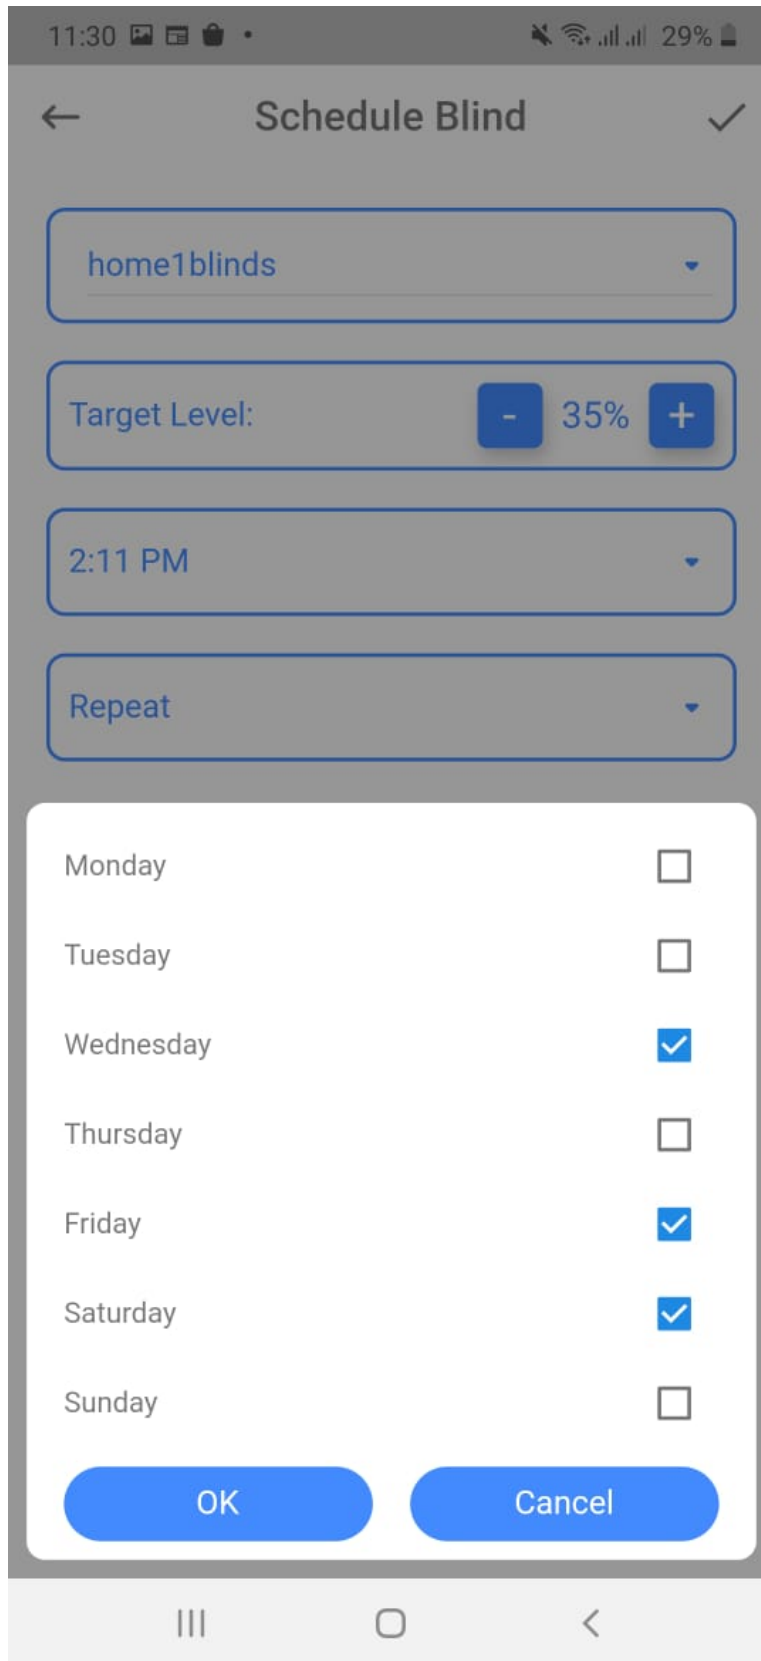 11:30 29%
Schedule Blind
home1blinds
Target Level: - 35% +
2:11 PM
Repeat
Monday
Tuesday
Wednesday
Thursday
Friday
Saturday
Sunday
OK Cancel